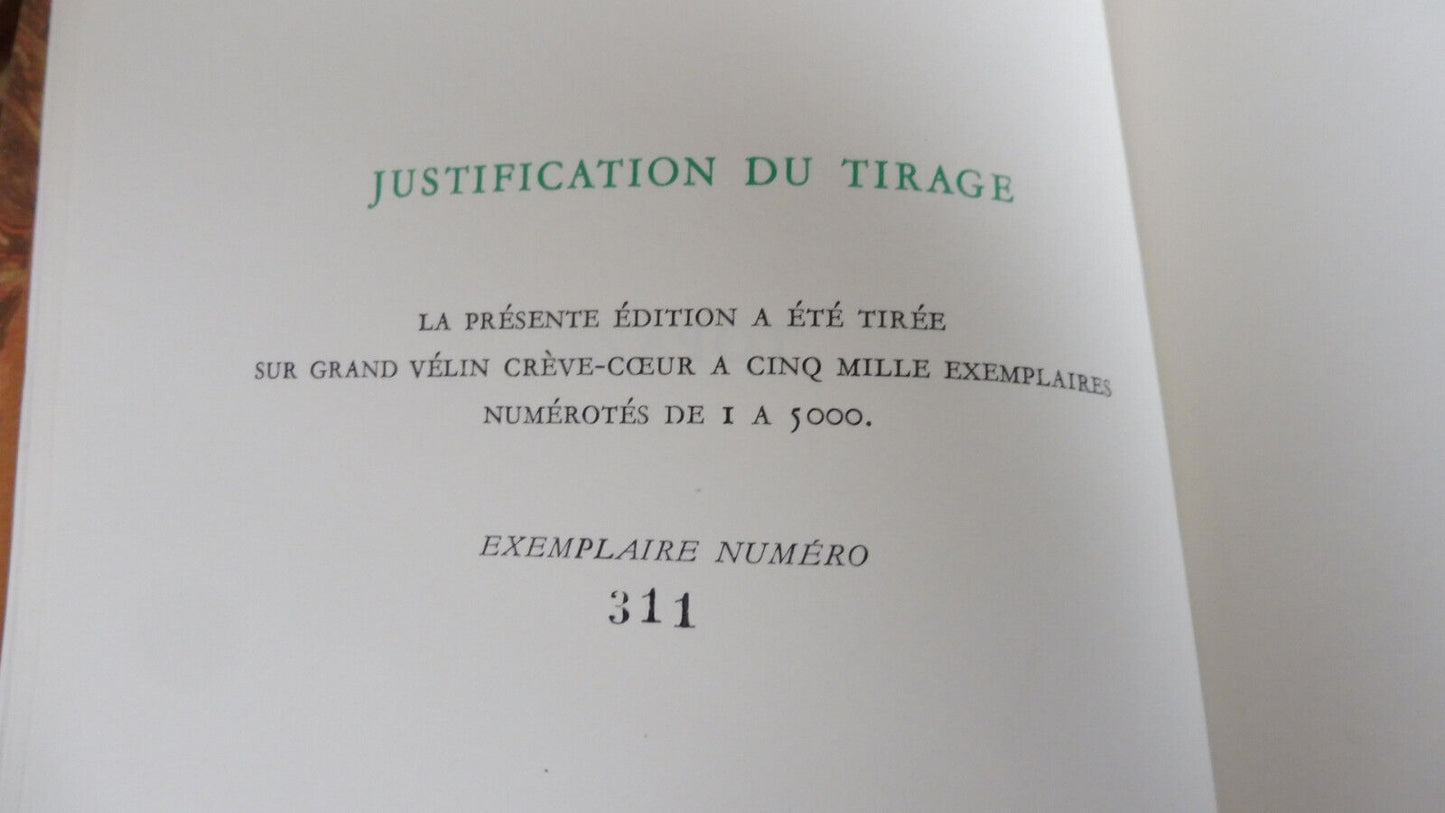 JUSTIFICATION DU TIRAGE
LA PRÉSENTE ÉDITION A ÉTÉ TIRÉE
SUR GRAND VÉLIN CRÈVE-CŒUR A CINQ MILLE EXEMPLAIRES
NUMÉROTÉS DE 1 A 5000.
EXEMPLAIRE NUMÉRO
311